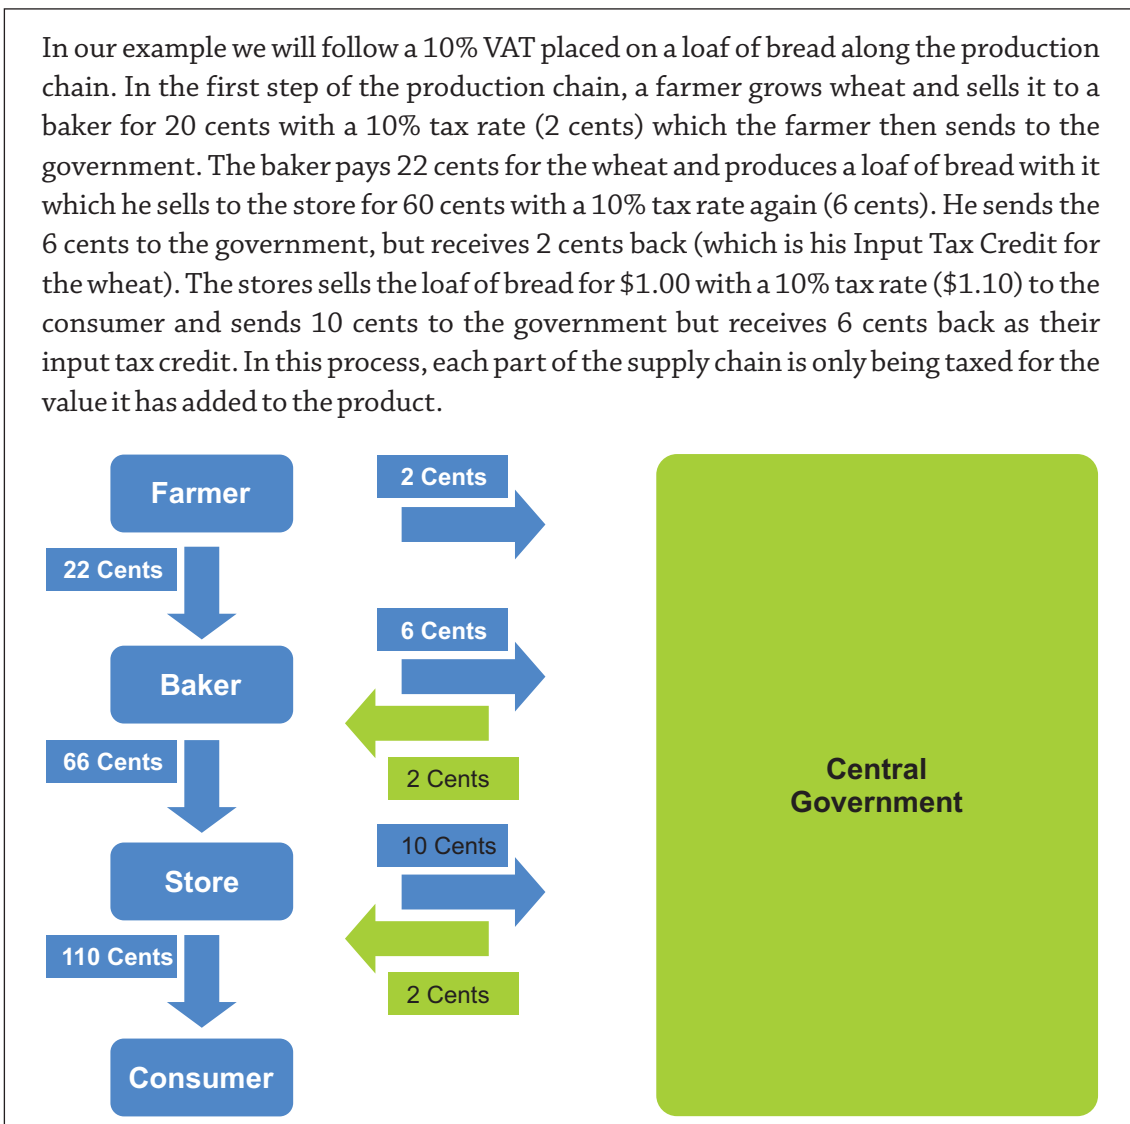 In our example we will follow a 10% VAT placed on a loaf of bread along the production
chain. In the first step of the production chain, a farmer grows wheat and sells it to a
baker for 20 cents with a 10% tax rate (2 cents) which the farmer then sends to the
government. The baker pays 22 cents for the wheat and produces a loaf of bread with it
which he sells to the store for 60 cents with a 10% tax rate again (6 cents). He sends the
6 cents to the government, but receives 2 cents back (which is his Input Tax Credit for
the wheat). The stores sells the loaf of bread for $1.00 with a 10% tax rate ($1.10) to the
consumer and sends 10 cents to the government but receives 6 cents back as their
input tax credit. In this process, each part of the supply chain is only being taxed for the
value it has added to the product.
Farmer
2 Cents
22 Cents
Baker
6 Cents
2 Cents
66 Cents
Store
10 Cents
2 Cents
110 Cents
Consumer
Central
Government